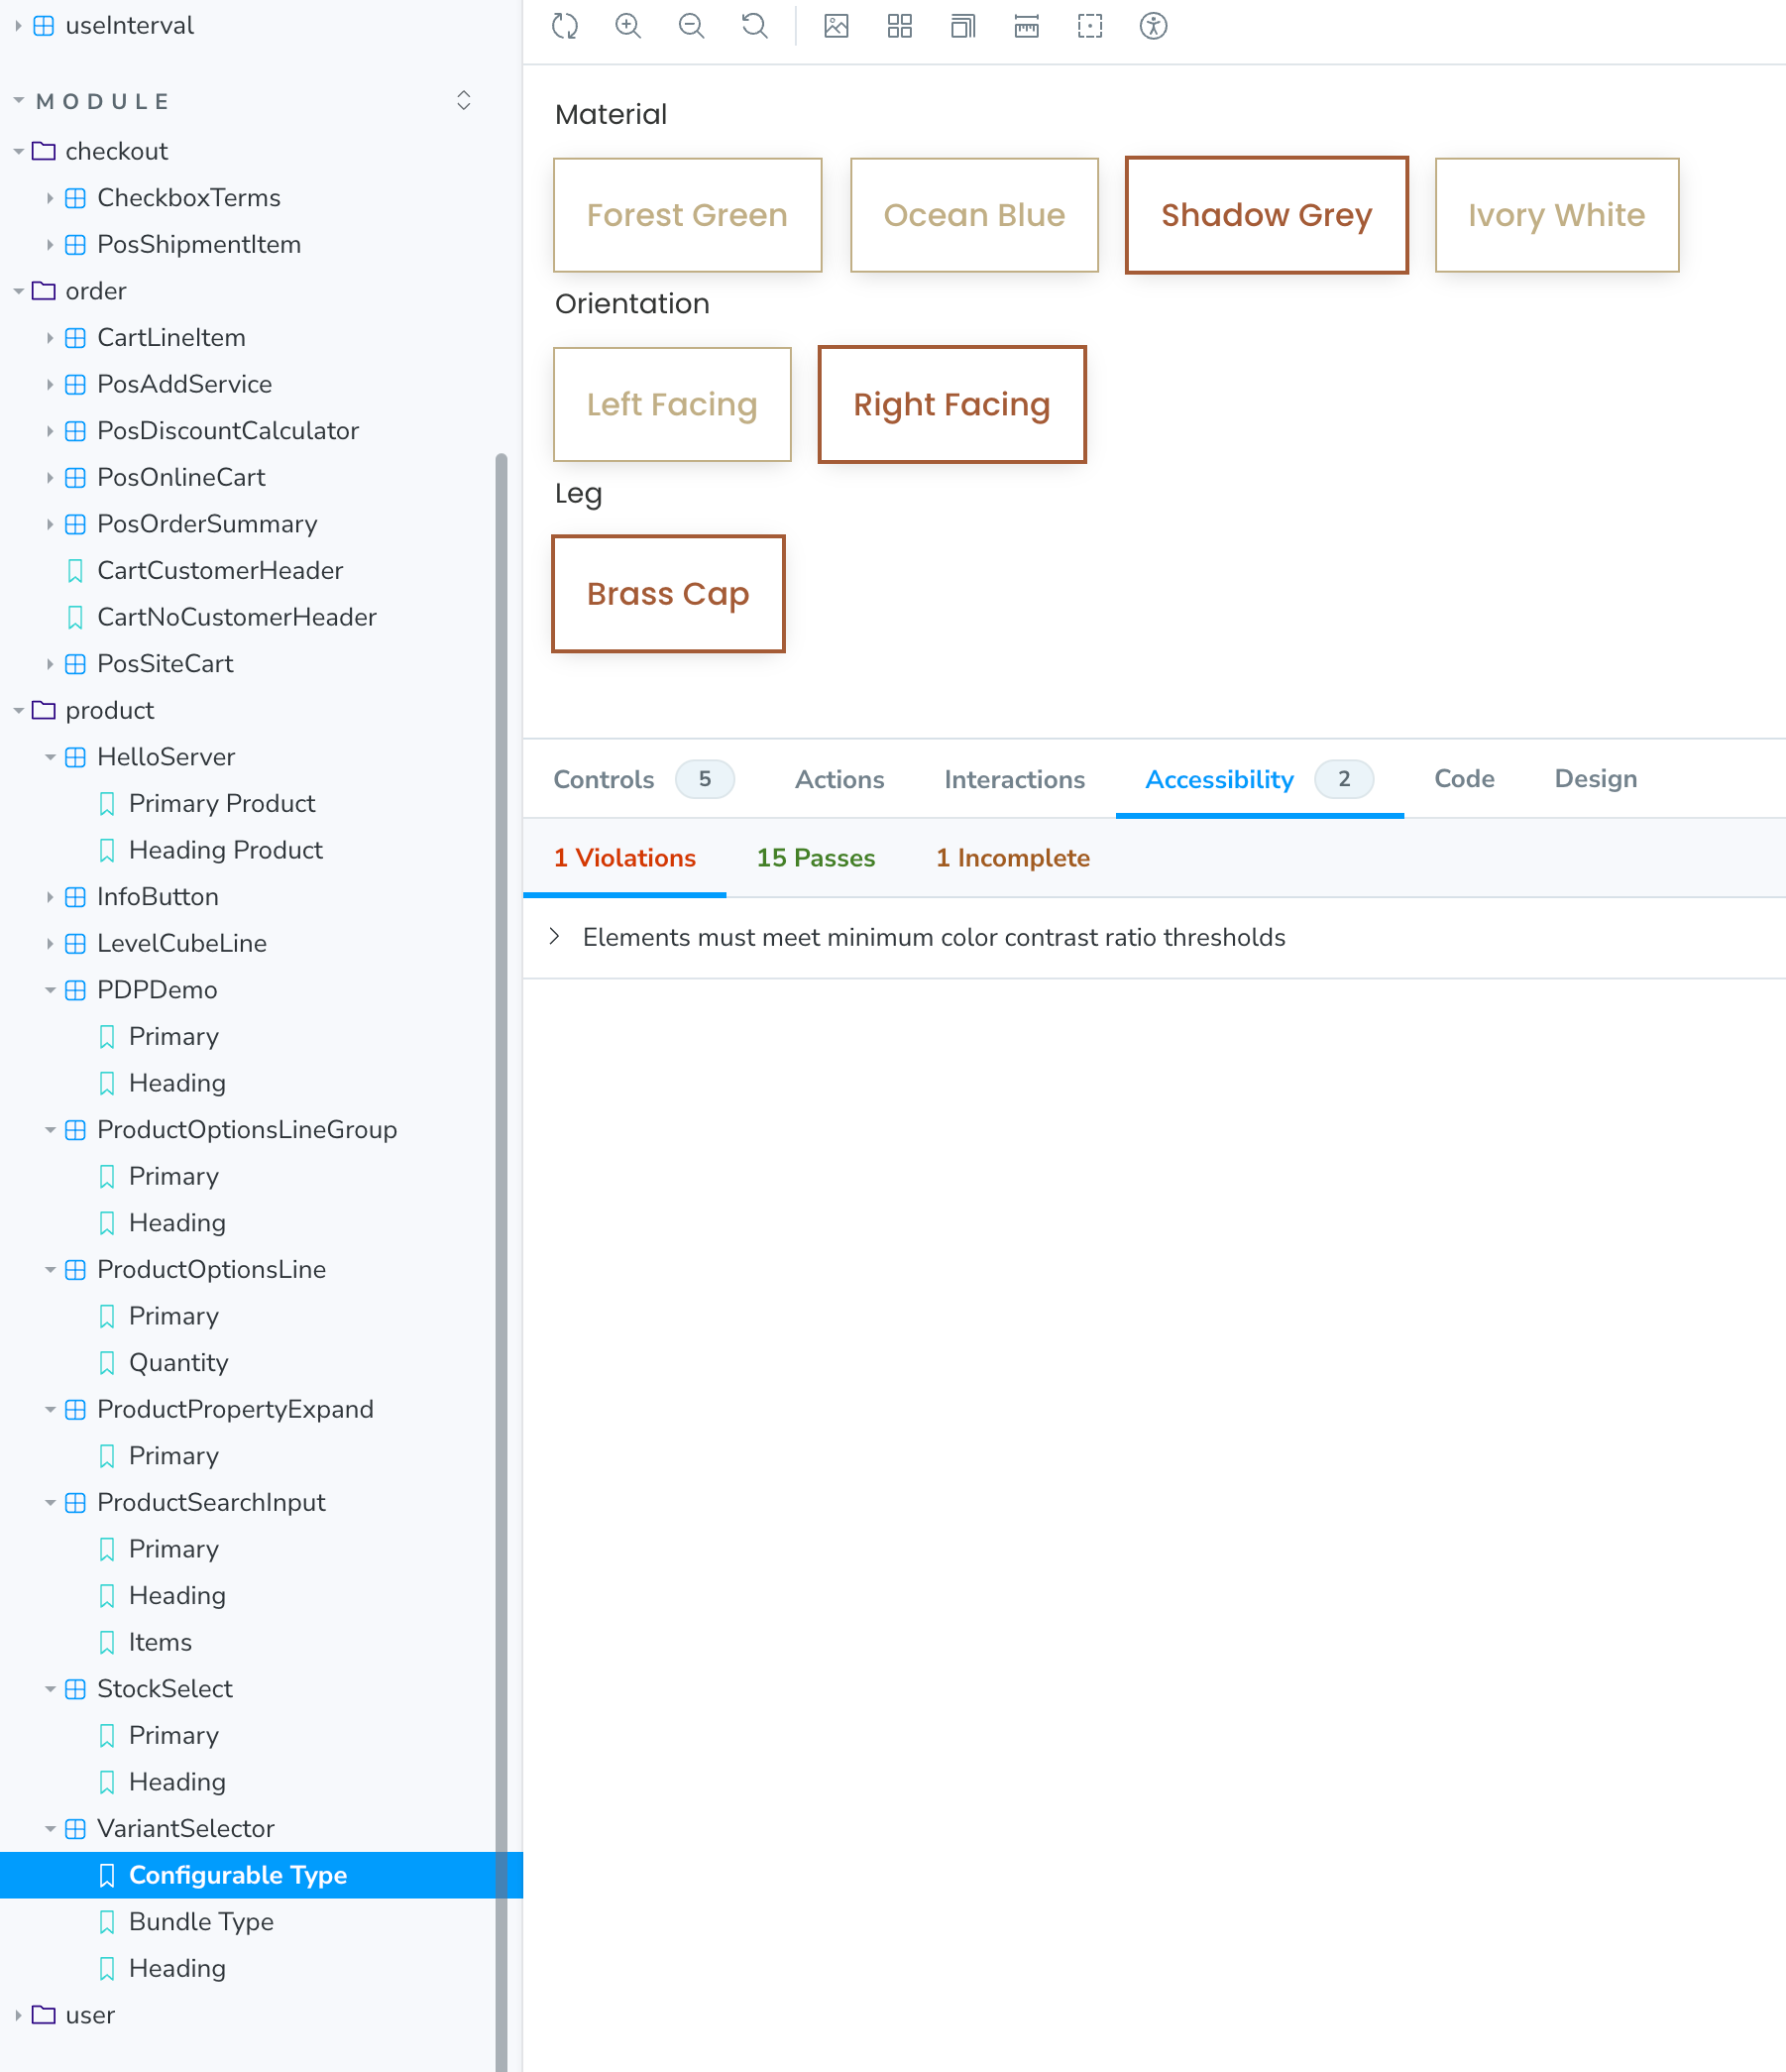 useInterval
MODULE
checkout
CheckboxTerms
PosShipmentItem
order
CartLineItem
PosAddService
PosDiscountCalculator
PosOnlineCart
PosOrderSummary
CartCustomerHeader
CartNoCustomerHeader
PosSiteCart
product
HelloServer
Primary Product
Heading Product
InfoButton
LevelCubeLine
PDPDemo
Primary
Heading
ProductOptionsLineGroup
Primary
Heading
ProductOptionsLine
Primary
Quantity
ProductPropertyExpand
Primary
ProductSearchInput
Primary
Heading
Items
StockSelect
Primary
Heading
VariantSelector
Configurable Type
Bundle Type
Heading
user
Material
Forest Green Ocean Blue Shadow Grey Ivory White
Orientation
Left Facing Right Facing
Leg
Brass Cap
Controls 5 Actions Interactions Accessibility 2 Code Design
1 Violations 15 Passes 1 Incomplete
Elements must meet minimum color contrast ratio thresholds